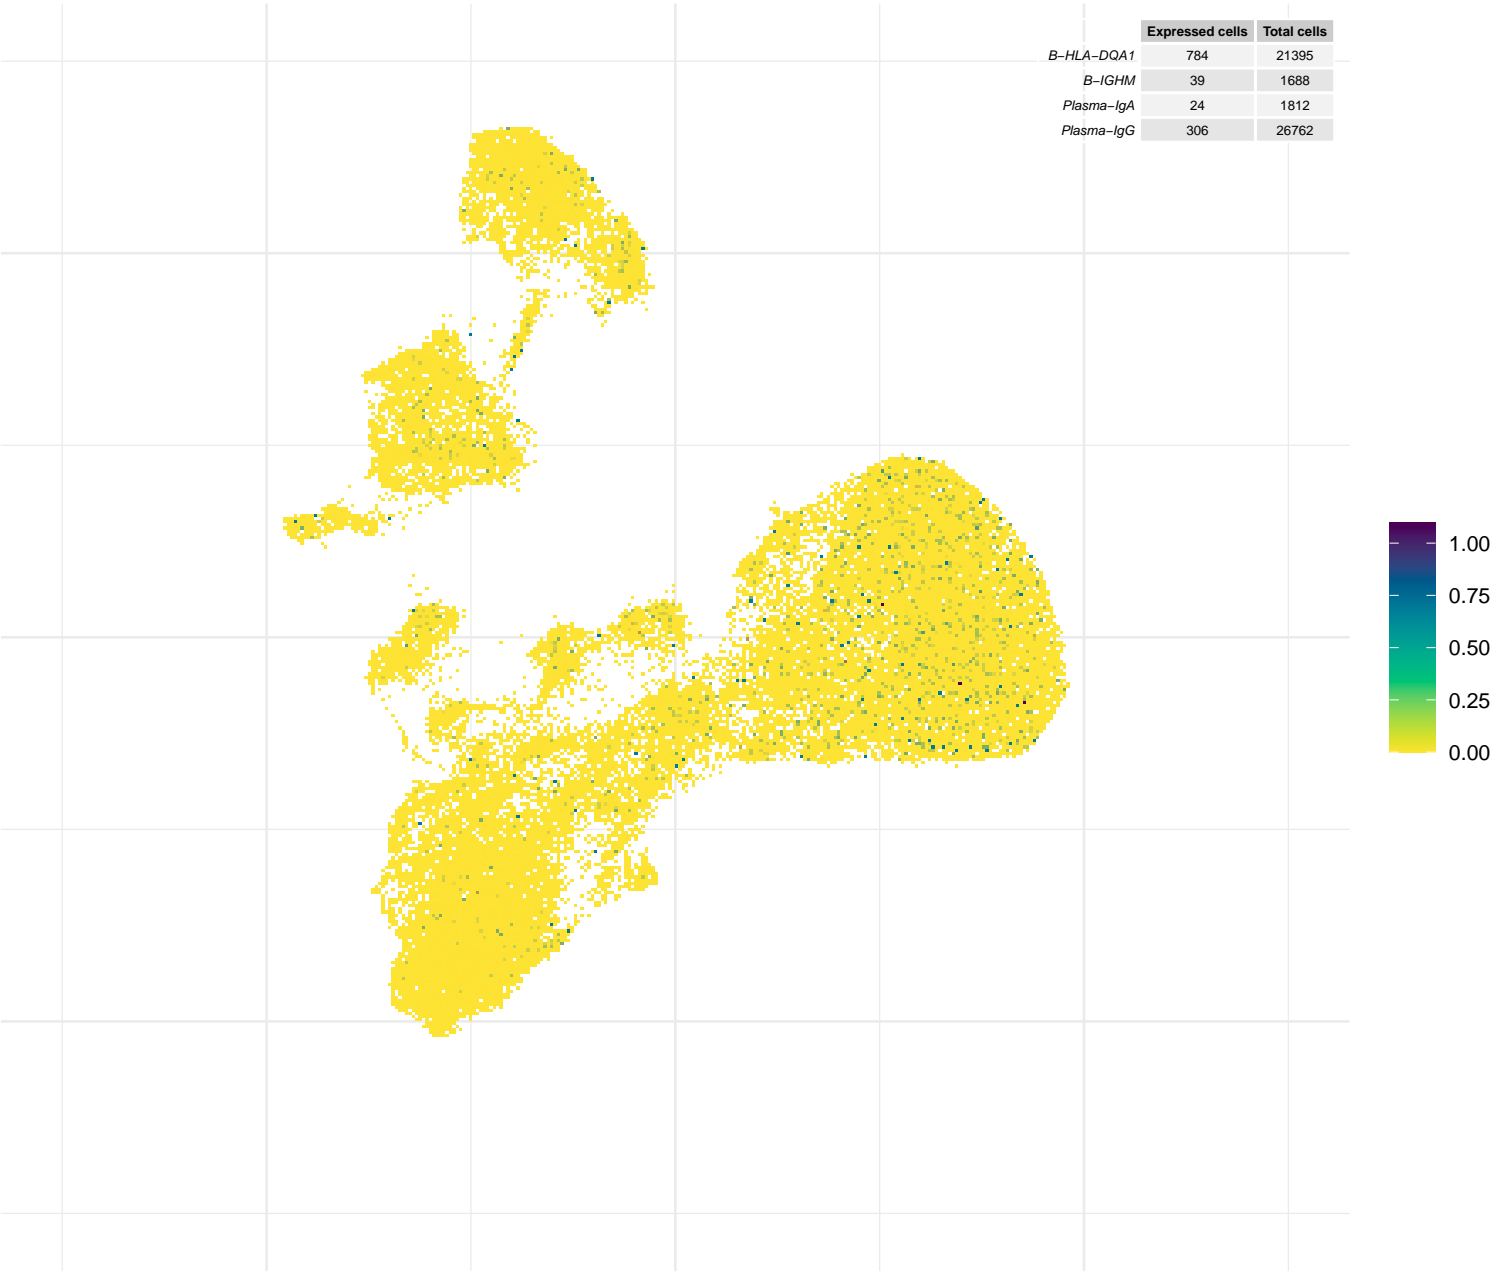 Expressed cells Total cells
B−HLA−DQA1 784 21395
B−IGHM 39 1688
Plasma−IgA 24 1812
Plasma−IgG 306 26762
1.00
0.75
0.50
0.25
0.00